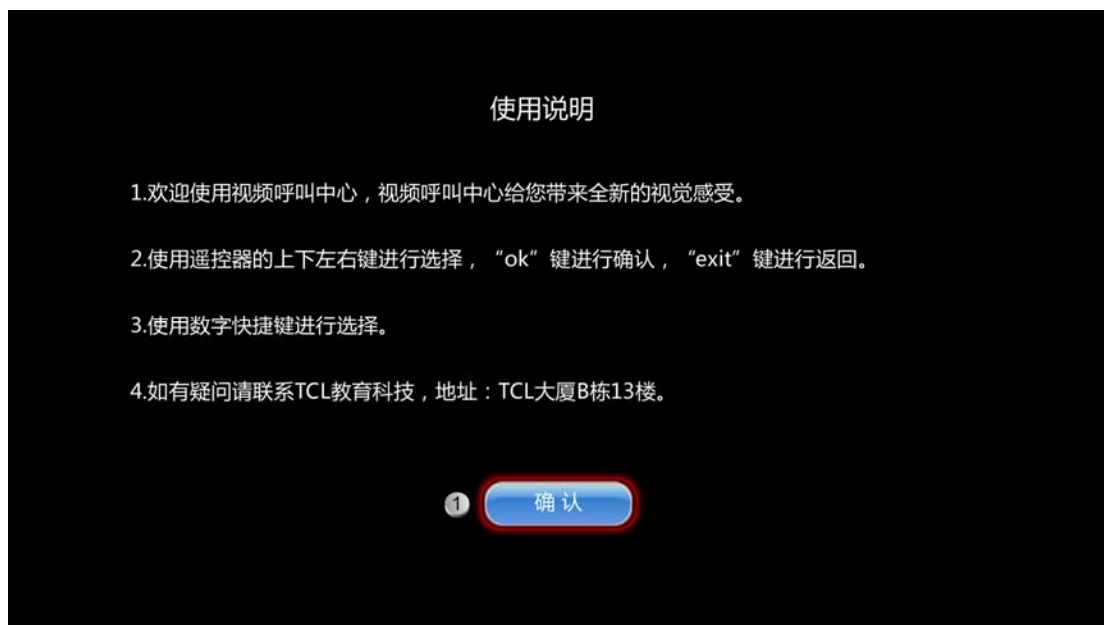 使用说明
1.欢迎使用视频呼叫中心，视频呼叫中心给您带来全新的视觉感受。
2.使用遥控器的上下左右键进行选择，“ok”键进行确认，“exit”键进行返回。
3.使用数字快捷键进行选择。
4.如有疑问请联系TCL教育科技，地址：TCL大厦B栋13楼。
1 确认